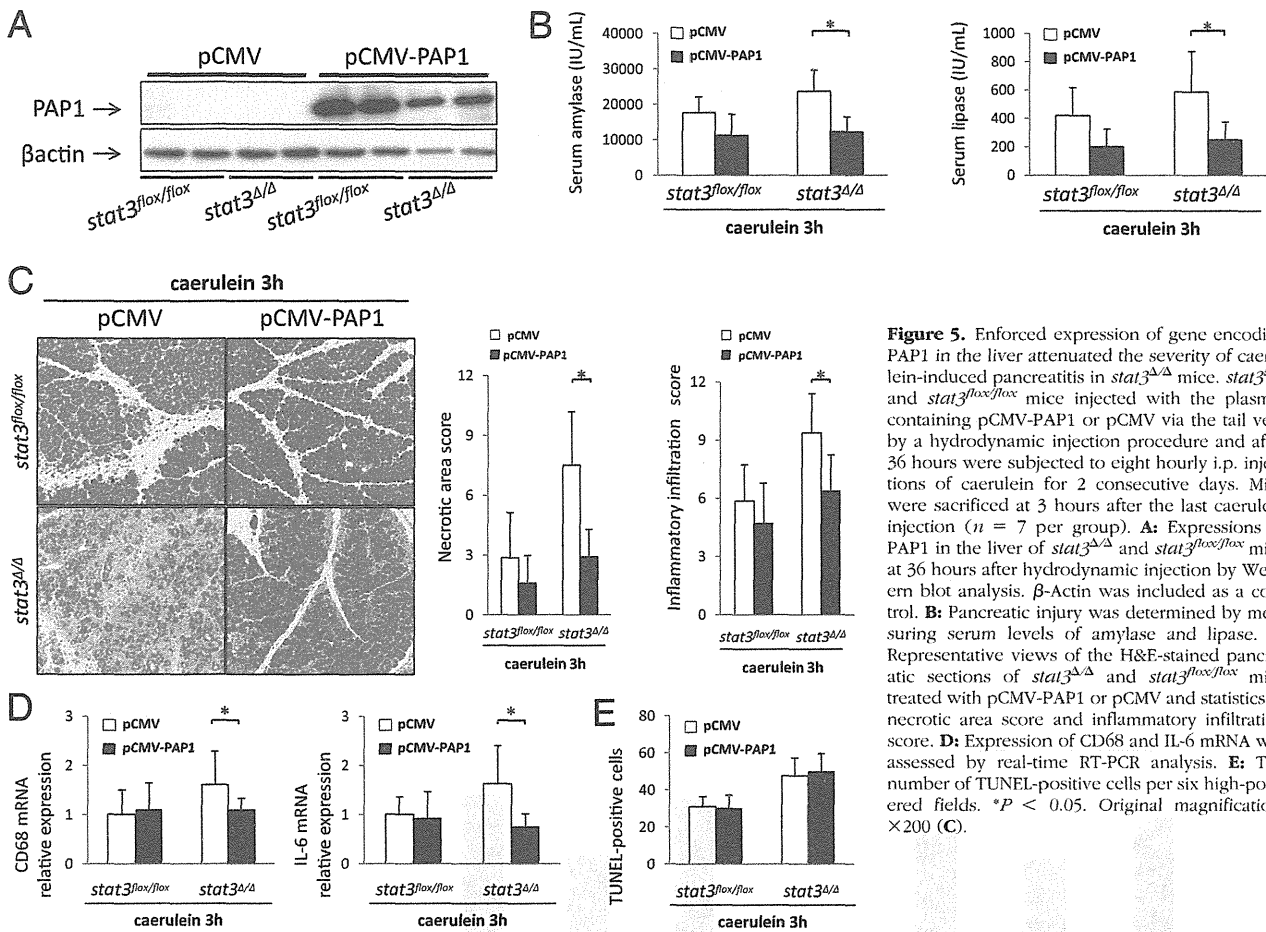 A
pCMV pCMV-PAP1
PAP1 →
βactin →
stat3flox/flox stat3Δ/Δ stat3flox/flox stat3Δ/Δ
B
Serum amylase (IU/mL)
40000
30000
20000
10000
0
pCMV
pCMV-PAP1
*
stat3flox/flox stat3Δ/Δ
caerulein 3h
Serum lipase (IU/mL)
1000
800
600
400
200
0
pCMV
pCMV-PAP1
*
stat3flox/flox stat3Δ/Δ
caerulein 3h
C
caerulein 3h
pCMV pCMV-PAP1
stat3flox/flox
stat3Δ/Δ
pCMV
pCMV-PAP1
Necrotic area score
12
9
6
3
0
*
stat3flox/flox stat3Δ/Δ
caerulein 3h
pCMV
pCMV-PAP1
Inflammatory infiltration score
12
9
6
3
0
*
stat3flox/flox stat3Δ/Δ
caerulein 3h
Figure 5. Enforced expression of gene encodi
PAP1 in the liver attenuated the severity of caer
lein-induced pancreatitis in stat3Δ/Δ mice. stat3
and stat3flox/flox mice injected with the plasm
containing pCMV-PAP1 or pCMV via the tail ve
by a hydrodynamic injection procedure and af
36 hours were subjected to eight hourly i.p. inje
tions of caerulein for 2 consecutive days. Mi
were sacrificed at 3 hours after the last caerul
injection (n = 7 per group). A: Expressions
PAP1 in the liver of stat3Δ/Δ and stat3flox/flox mi
at 36 hours after hydrodynamic injection by We
ern blot analysis. β-Actin was included as a co
trol. B: Pancreatic injury was determined by me
suring serum levels of amylase and lipase.
Representative views of the H&E-stained panc
atic sections of stat3Δ/Δ and stat3flox/flox mi
treated with pCMV-PAP1 or pCMV and statistics
necrotic area score and inflammatory infiltrati
score. D: Expression of CD68 and IL-6 mRNA w
assessed by real-time RT-PCR analysis. E: T
number of TUNEL-positive cells per six high-po
ered fields. *P < 0.05. Original magnificatio
×200 (C).
D
CD68 mRNA
relative expression
3
2
1
0
pCMV
pCMV-PAP1
*
stat3flox/flox stat3Δ/Δ
caerulein 3h
IL-6 mRNA
relative expression
3
2
1
0
pCMV
pCMV-PAP1
*
stat3flox/flox stat3Δ/Δ
caerulein 3h
E
TUNEL-positive cells
80
60
40
20
0
pCMV
pCMV-PAP1
stat3flox/flox stat3Δ/Δ
caerulein 3h